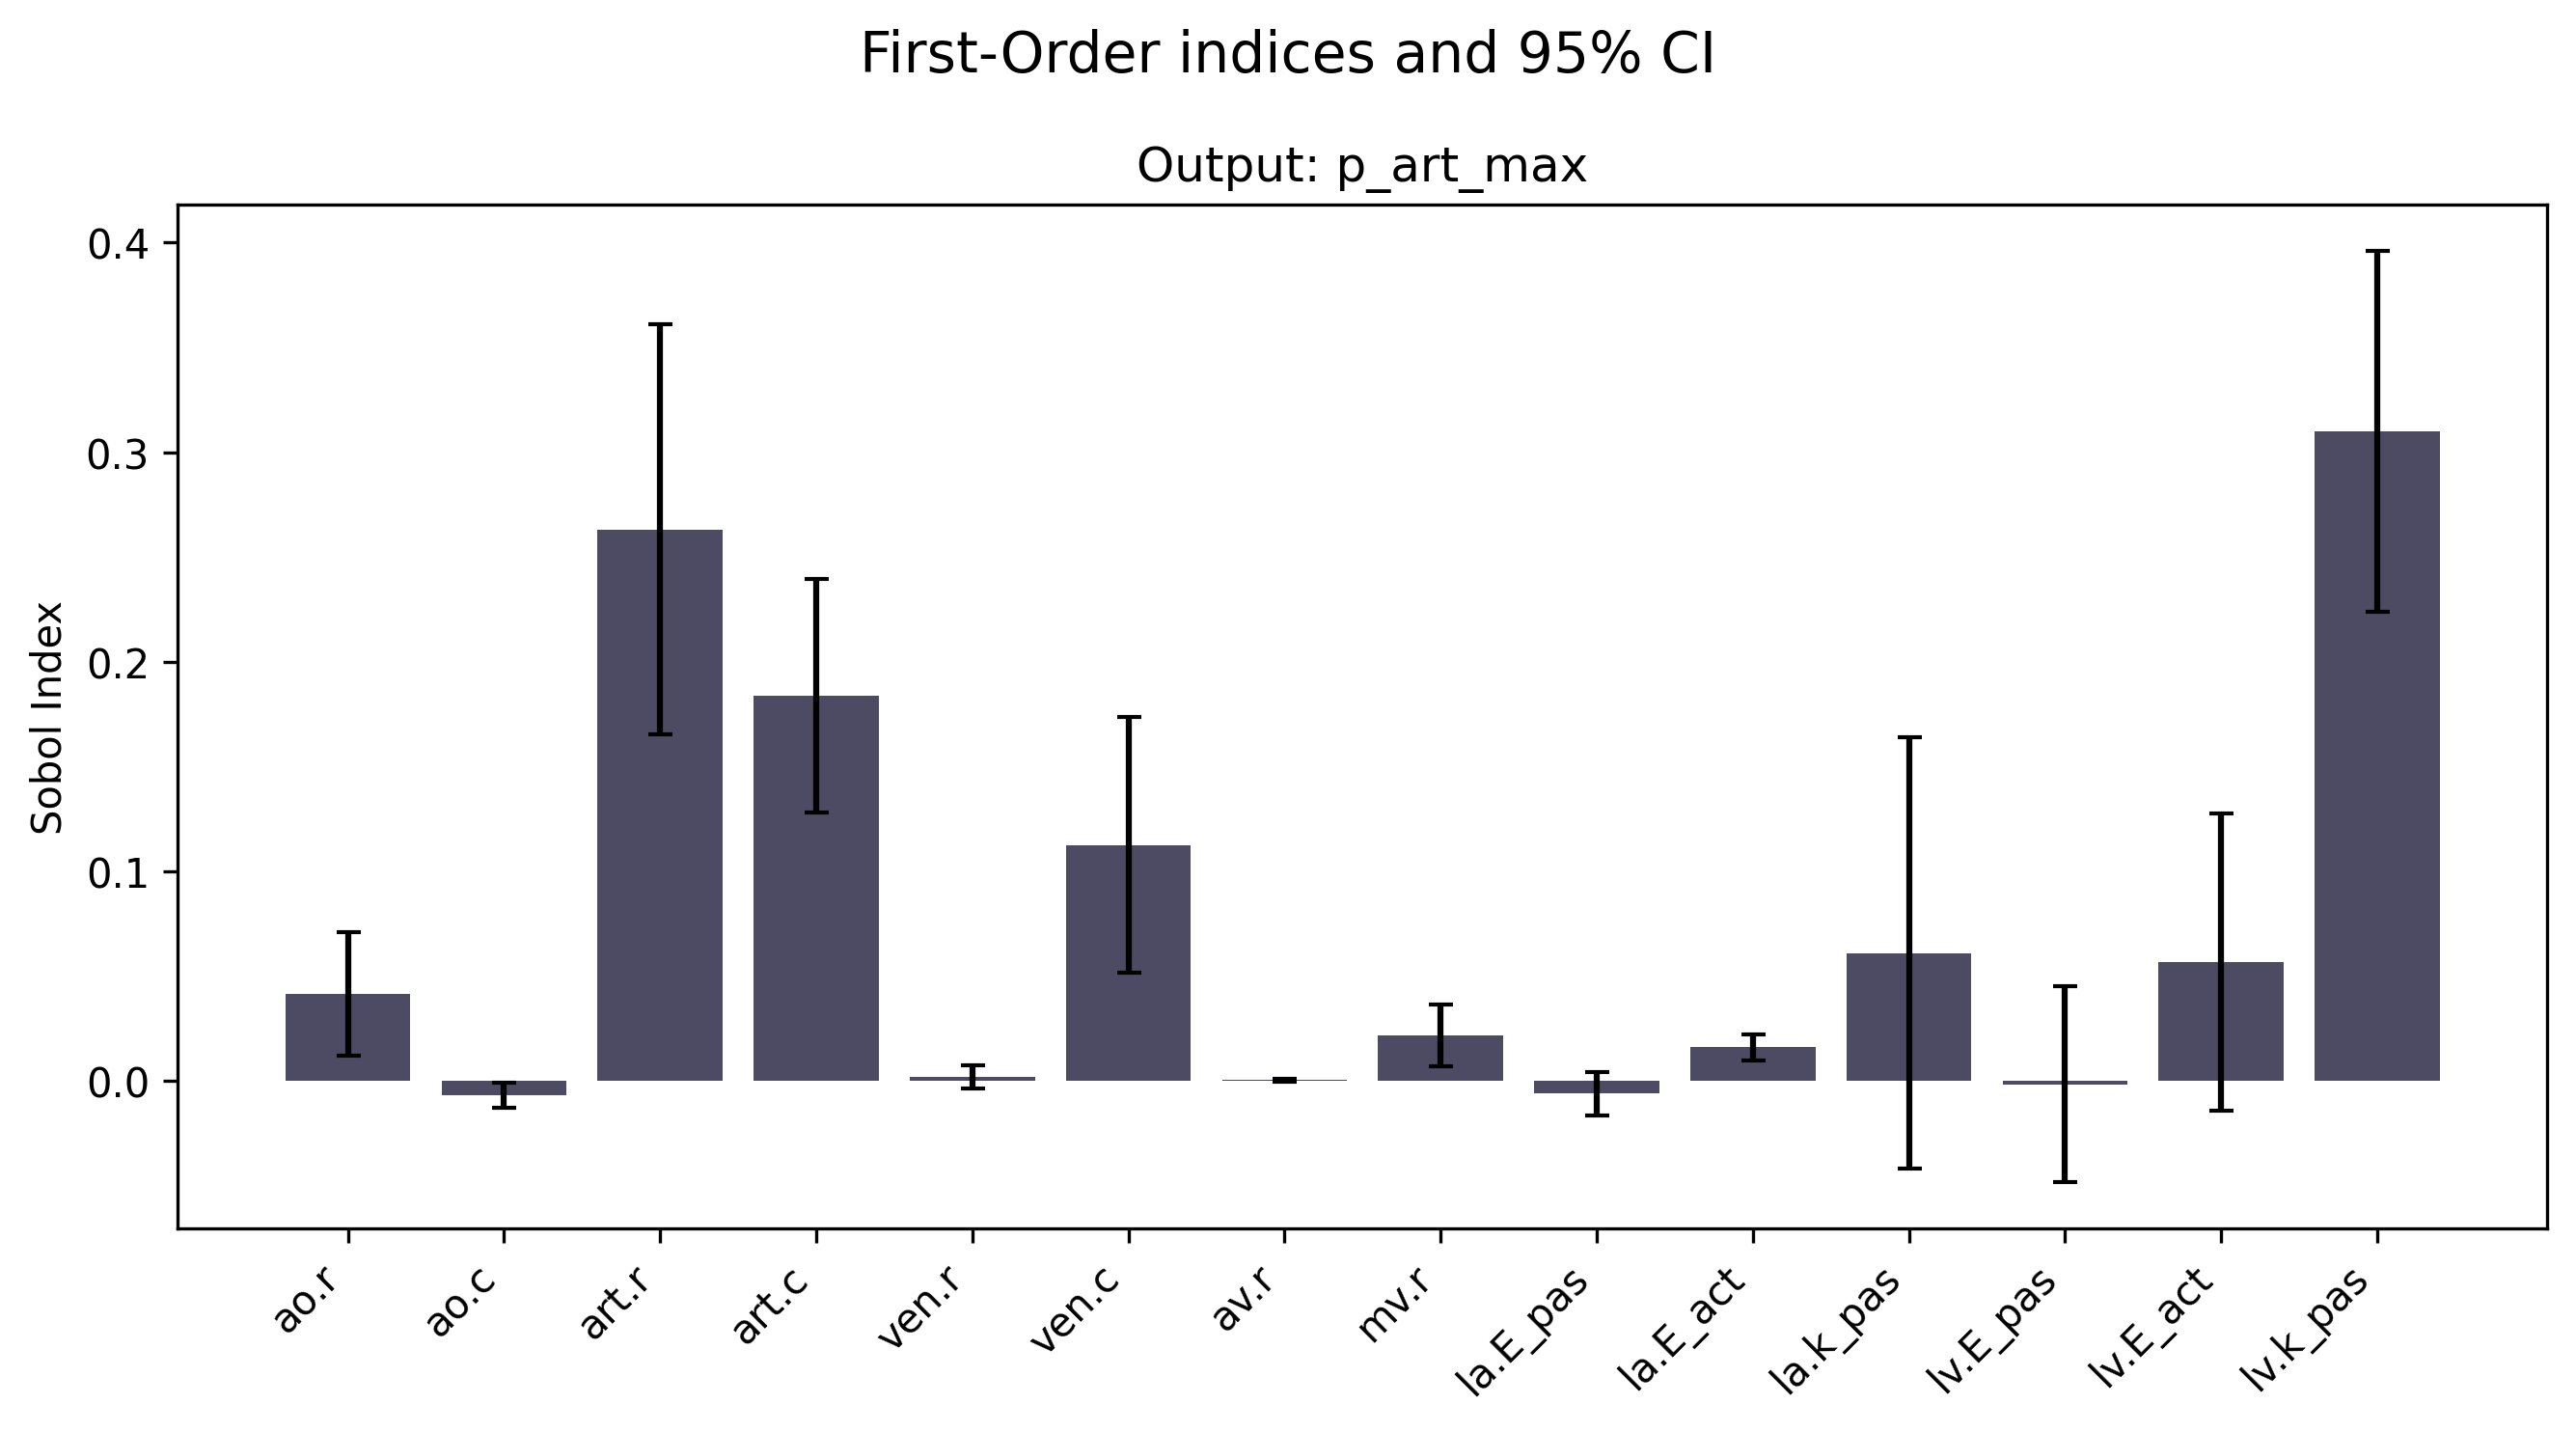 First-Order indices and 95% CI
Output: p_art_max
Sobol Index
0.4
0.3
0.2
0.1
0.0
ao.r
ao.c
art.r
art.c
ven.r
ven.c
av.r
mv.r
la.E_pas
la.E_act
la.k_pas
lv.E_pas
lv.E_act
lv.k_pas